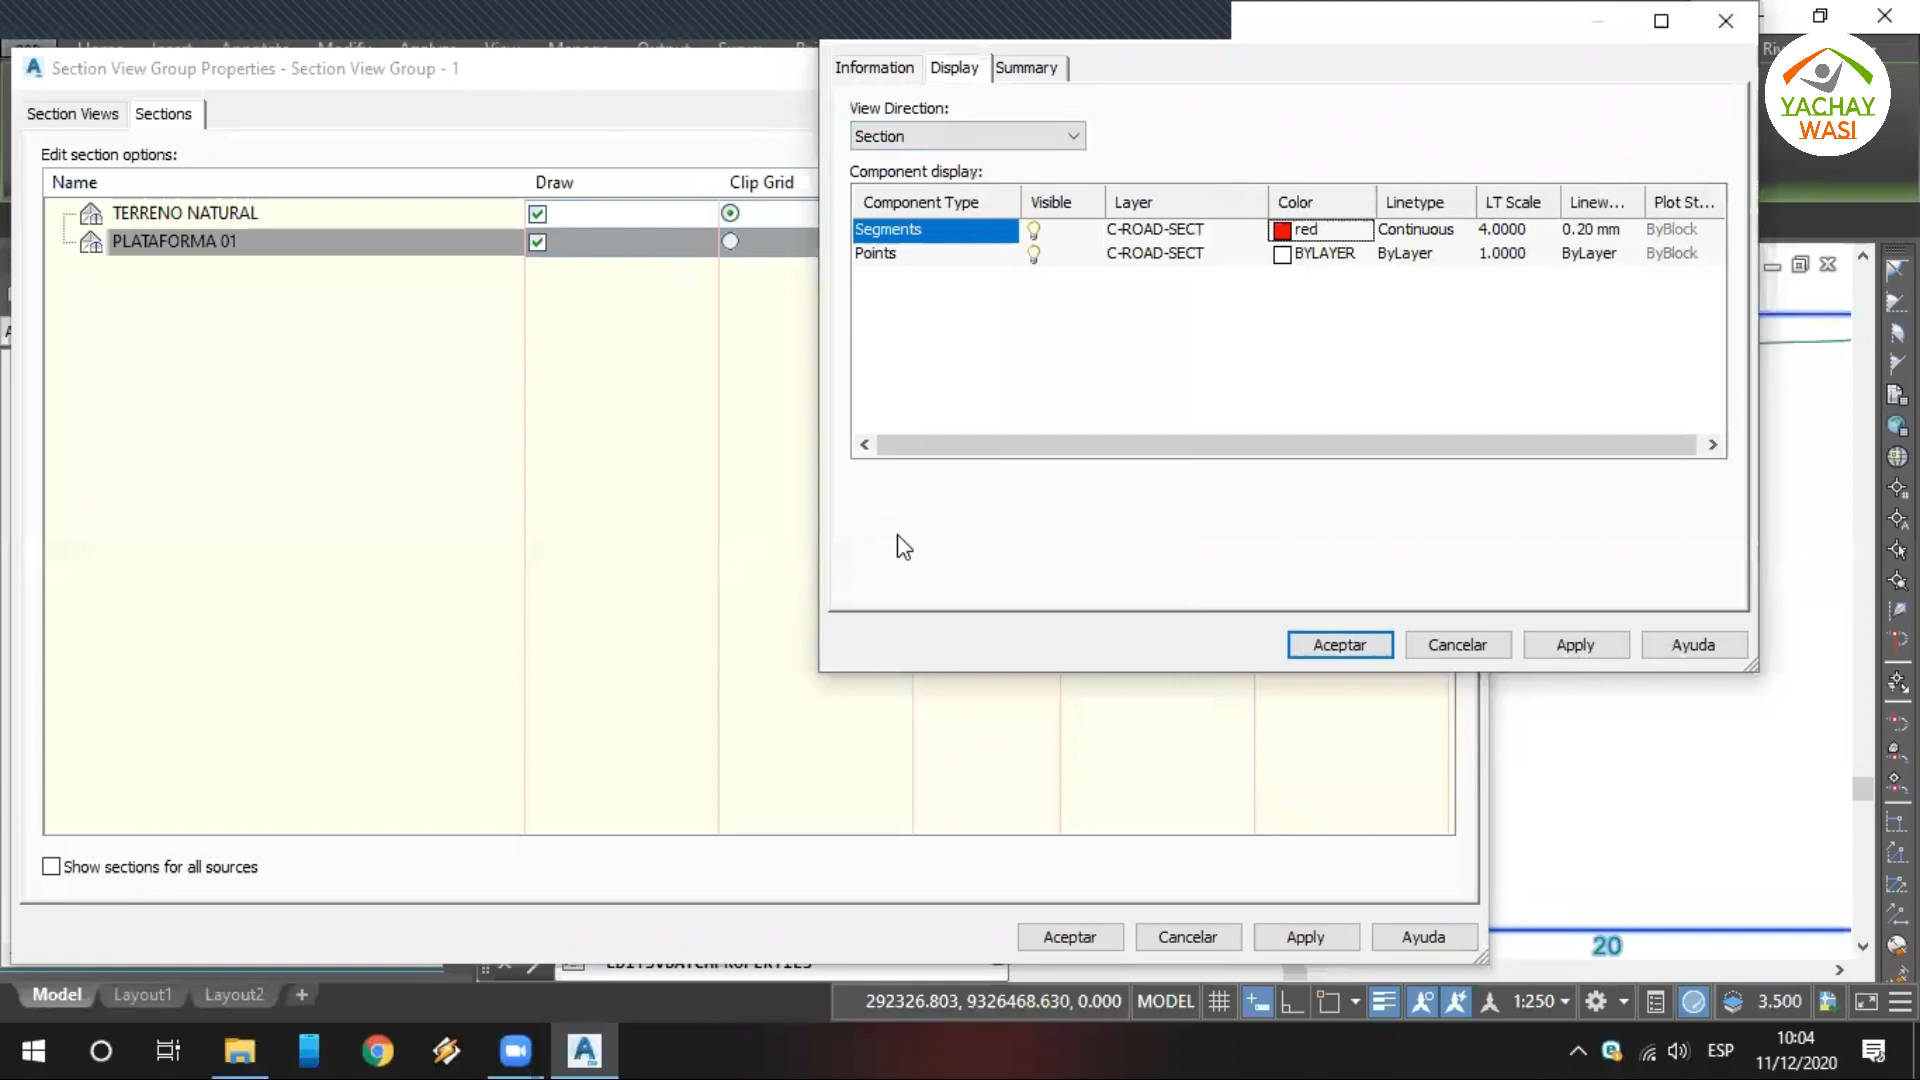 Section View Group Properties - Section View Group - 1
Section Views
Sections
Edit section options:
Name
Draw
Clip Grid
TERRENO NATURAL
PLATAFORMA 01
Show sections for all sources
Aceptar
Cancelar
Apply
Ayuda
Information
Display
Summary
View Direction:
Section
Component display:
Component Type
Visible
Layer
Color
Linetype
LT Scale
Linew...
Plot St...
Segments
C-ROAD-SECT
red
Continuous
4.0000
0.20 mm
ByBlock
Points
C-ROAD-SECT
BYLAYER
ByLayer
1.0000
ByLayer
ByBlock
Aceptar
Cancelar
Apply
Ayuda
YACHAY
WASI
20
Model
Layout1
Layout2
292326.803, 9326468.630, 0.000
MODEL
1:250
3.500
ESP
10:04
11/12/2020